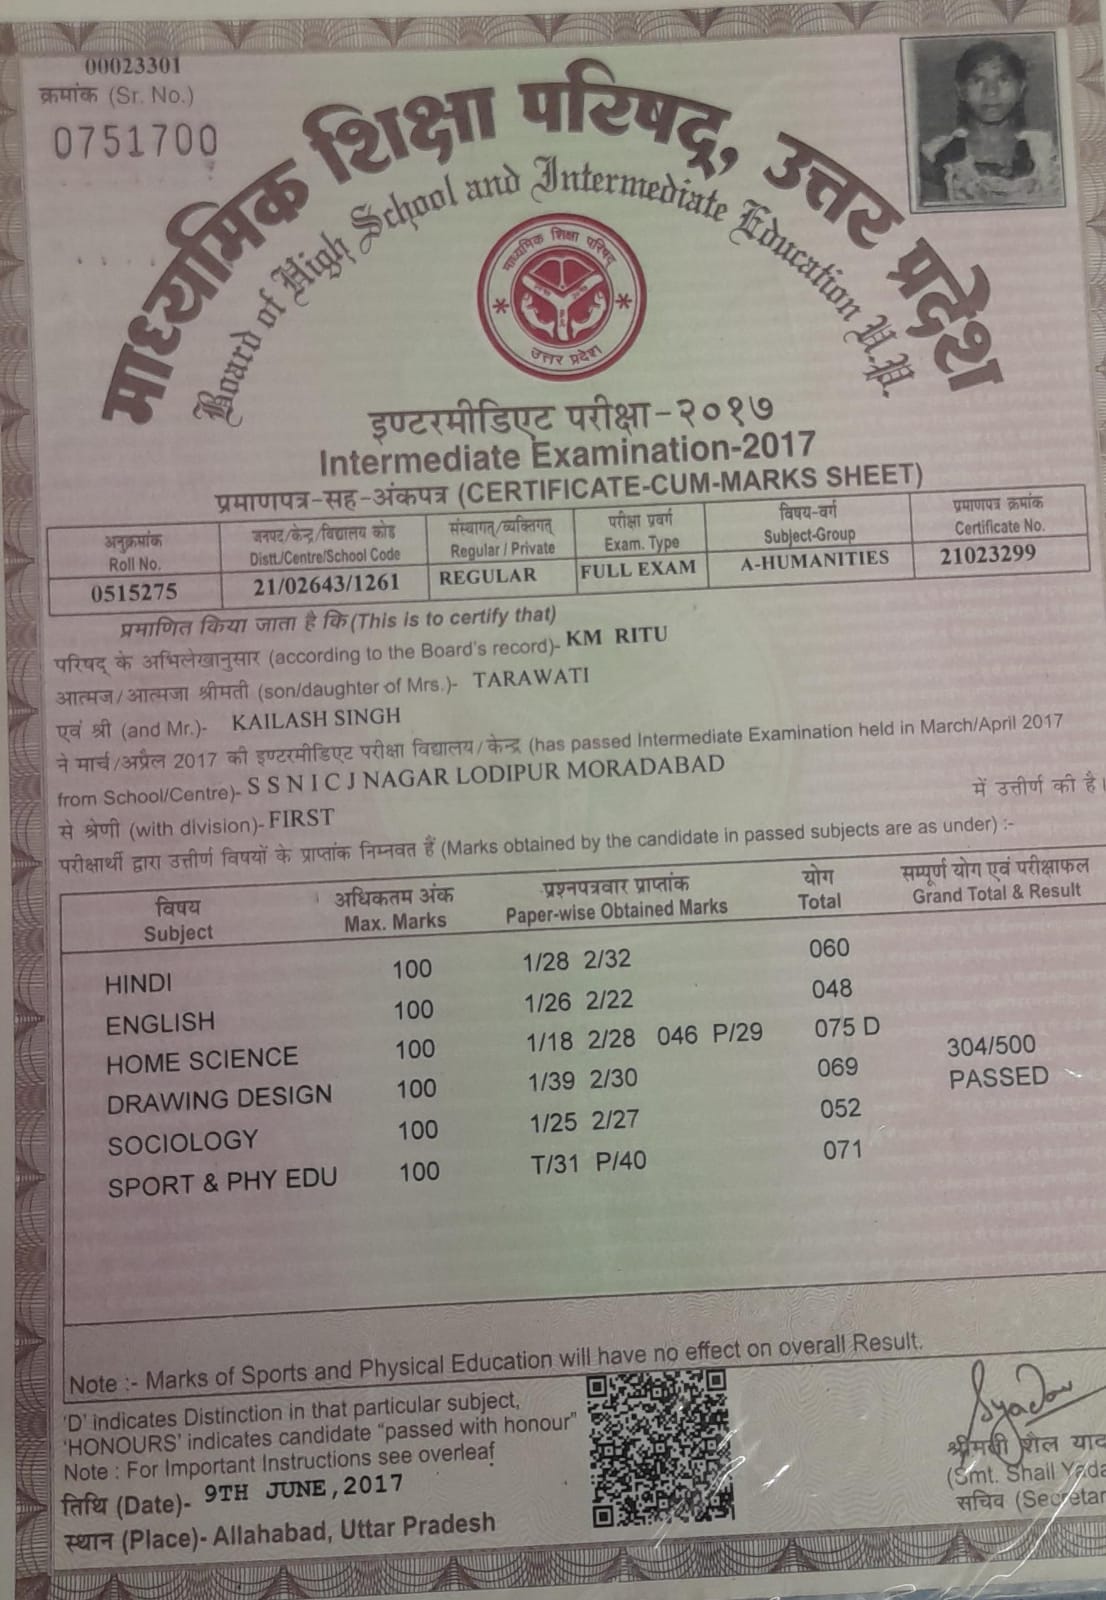 00023301
क्रमांक (Sr. No.)
0751700
माध्यमिक शिक्षा परिषद्, उत्तर प्रदेश
Board of High School and Intermediate Education U.P.
माध्यमिक शिक्षा परिषद्
उत्तर प्रदेश
इण्टरमीडिएट परीक्षा-२०१७
Intermediate Examination-2017
प्रमाणपत्र-सह-अंकपत्र (CERTIFICATE-CUM-MARKS SHEET)
अनुक्रमांक जनपद/केन्द्र/विद्यालय कोड संस्थागत/व्यक्तिगत परीक्षा प्रवर्ग विषय-वर्ग प्रमाणपत्र क्रमांक
Roll No. Distt./Centre/School Code Regular / Private Exam. Type Subject-Group Certificate No.
0515275 21/02643/1261 REGULAR FULL EXAM A-HUMANITIES 21023299
प्रमाणित किया जाता है कि (This is to certify that)
परिषद् के अभिलेखानुसार (according to the Board's record)- KM RITU
आत्मज/आत्मजा श्रीमती (son/daughter of Mrs.)- TARAWATI
एवं श्री (and Mr.)- KAILASH SINGH
ने मार्च/अप्रैल 2017 की इण्टरमीडिएट परीक्षा विद्यालय/केन्द्र (has passed Intermediate Examination held in March/April 2017
from School/Centre)- S S N I C J NAGAR LODIPUR MORADABAD
में उत्तीर्ण की है।
से श्रेणी (with division)- FIRST
परीक्षार्थी द्वारा उत्तीर्ण विषयों के प्राप्तांक निम्नवत हैं (Marks obtained by the candidate in passed subjects are as under) :-
विषय अधिकतम अंक प्रश्नपत्रवार प्राप्तांक योग सम्पूर्ण योग एवं परीक्षाफल
Subject Max. Marks Paper-wise Obtained Marks Total Grand Total & Result
HINDI 100 1/28 2/32 060
ENGLISH 100 1/26 2/22 048
HOME SCIENCE 100 1/18 2/28 046 P/29 075 D
304/500
DRAWING DESIGN 100 1/39 2/30 069
PASSED
SOCIOLOGY 100 1/25 2/27 052
SPORT & PHY EDU 100 T/31 P/40 071
Note :- Marks of Sports and Physical Education will have no effect on overall Result.
'D' indicates Distinction in that particular subject,
'HONOURS' indicates candidate "passed with honour"
Note : For Important Instructions see overleaf
तिथि (Date)- 9TH JUNE, 2017
स्थान (Place)- Allahabad, Uttar Pradesh
श्रीमती शैल याद
(Smt. Shail Yada
सचिव (Secretar